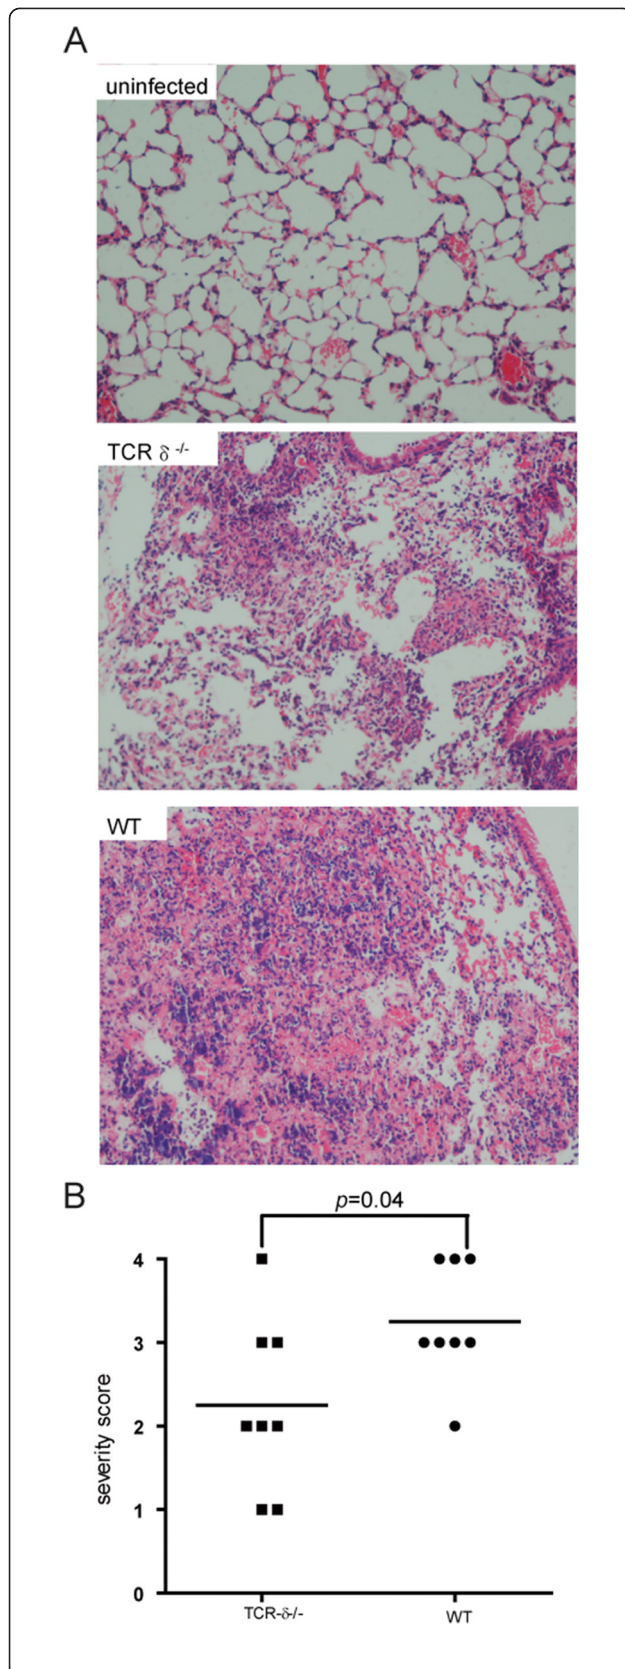 A
uninfected
TCR δ -/-
WT
B
p=0.04
4
3
2
1
0
severity score
TCR-δ-/-
WT